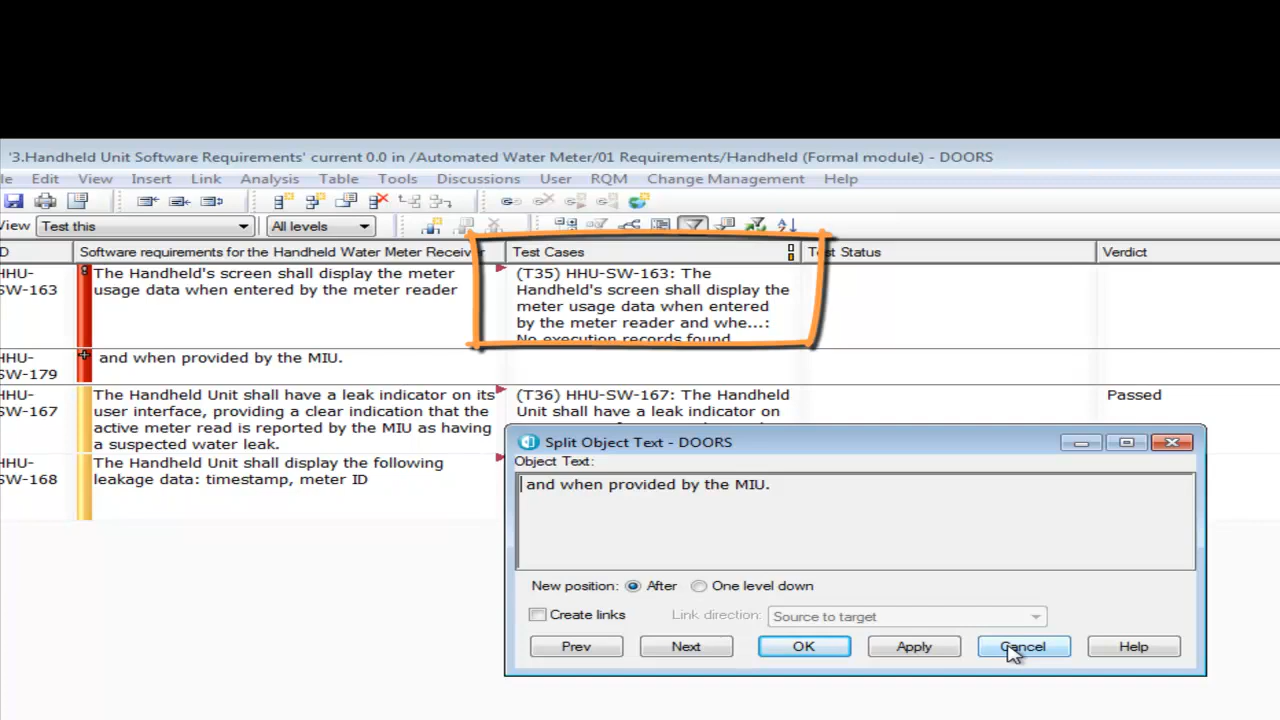 '3.Handheld Unit Software Requirements' current 0.0 in /Automated Water Meter/01 Requirements/Handheld (Formal module) - DOORS
le Edit View Insert Link Analysis Table Tools Discussions User RQM Change Management Help
iew Test this All levels
D Software requirements for the Handheld Water Meter Receiver Test Cases Test Status Verdict
HHU-
SW-163
The Handheld's screen shall display the meter
usage data when entered by the meter reader
(T35) HHU-SW-163: The
Handheld's screen shall display the
meter usage data when entered
by the meter reader and whe...:
No execution records found
HHU-
SW-179
and when provided by the MIU.
HHU-
SW-167
The Handheld Unit shall have a leak indicator on its
user interface, providing a clear indication that the
active meter read is reported by the MIU as having
a suspected water leak.
(T36) HHU-SW-167: The Handheld
Unit shall have a leak indicator on
Passed
HHU-
SW-168
The Handheld Unit shall display the following
leakage data: timestamp, meter ID
Split Object Text - DOORS
Object Text:
and when provided by the MIU.
New position: After One level down
Create links Link direction: Source to target
Prev Next OK Apply Cancel Help